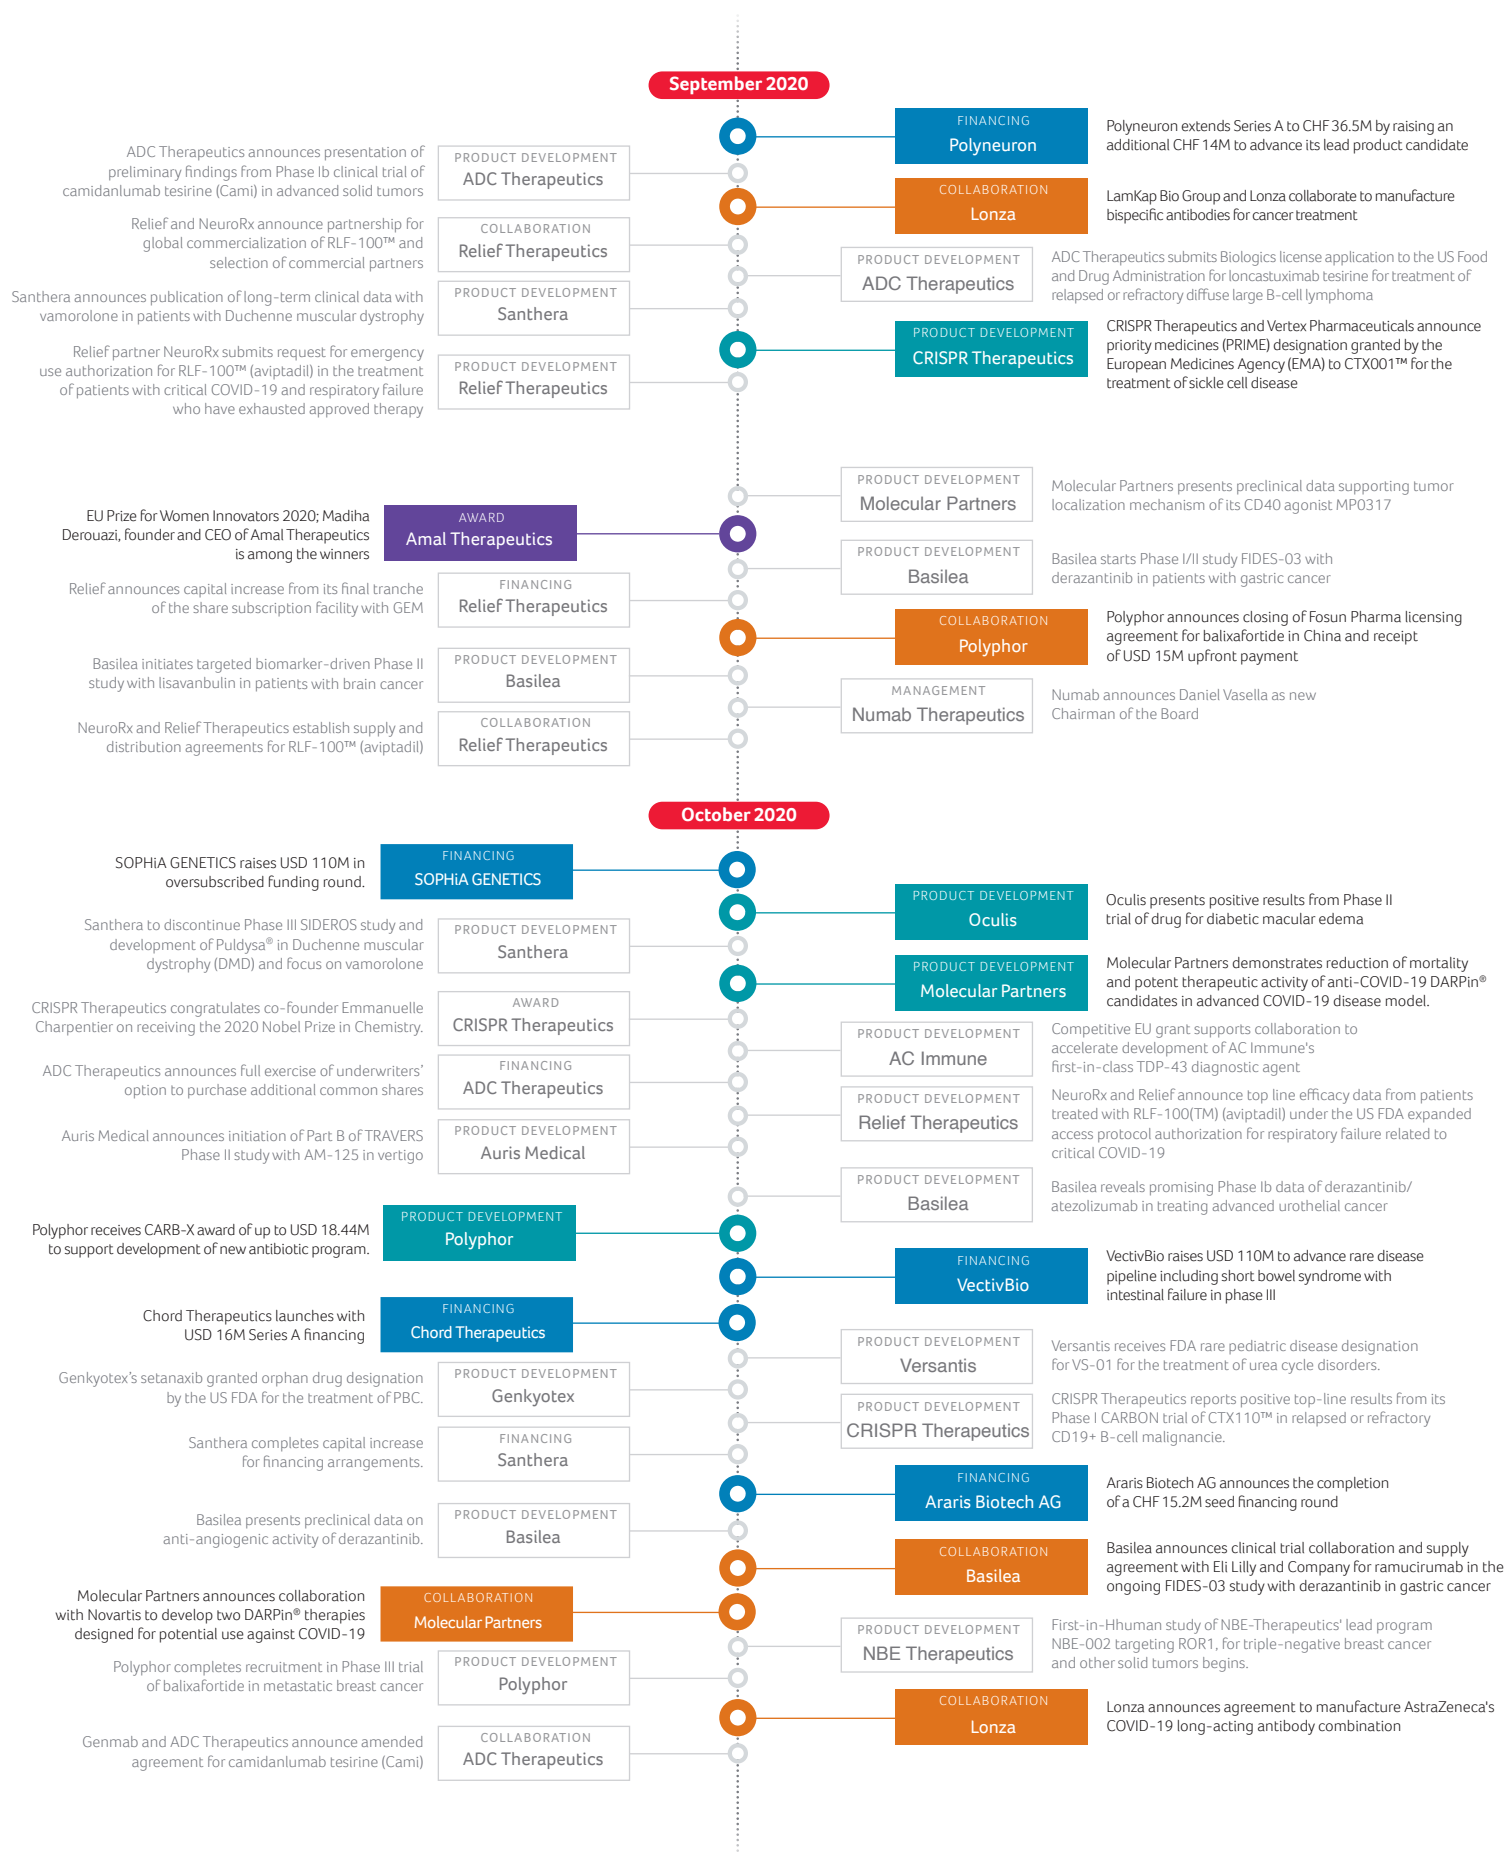 September 2020
FINANCING
Polyneuron
Polyneuron extends Series A to CHF 36.5M by raising an
additional CHF 14M to advance its lead product candidate
ADC Therapeutics announces presentation of
preliminary findings from Phase Ib clinical trial of
camidanlumab tesirine (Cami) in advanced solid tumors
PRODUCT DEVELOPMENT
ADC Therapeutics
COLLABORATION
Lonza
LamKap Bio Group and Lonza collaborate to manufacture
bispecific antibodies for cancer treatment
Relief and NeuroRx announce partnership for
global commercialization of RLF-100™ and
selection of commercial partners
COLLABORATION
Relief Therapeutics
PRODUCT DEVELOPMENT
ADC Therapeutics
ADC Therapeutics submits Biologics license application to the US Food
and Drug Administration for loncastuximab tesirine for treatment of
relapsed or refractory diffuse large B-cell lymphoma
Santhera announces publication of long-term clinical data with
vamorolone in patients with Duchenne muscular dystrophy
PRODUCT DEVELOPMENT
Santhera
PRODUCT DEVELOPMENT
CRISPR Therapeutics
CRISPR Therapeutics and Vertex Pharmaceuticals announce
priority medicines (PRIME) designation granted by the
European Medicines Agency (EMA) to CTX001™ for the
treatment of sickle cell disease
Relief partner NeuroRx submits request for emergency
use authorization for RLF-100™ (aviptadil) in the treatment
of patients with critical COVID-19 and respiratory failure
who have exhausted approved therapy
PRODUCT DEVELOPMENT
Relief Therapeutics
PRODUCT DEVELOPMENT
Molecular Partners
Molecular Partners presents preclinical data supporting tumor
localization mechanism of its CD40 agonist MP0317
EU Prize for Women Innovators 2020; Madiha
Derouazi, founder and CEO of Amal Therapeutics
is among the winners
AWARD
Amal Therapeutics
PRODUCT DEVELOPMENT
Basilea
Basilea starts Phase I/II study FIDES-03 with
derazantinib in patients with gastric cancer
Relief announces capital increase from its final tranche
of the share subscription facility with GEM
FINANCING
Relief Therapeutics
COLLABORATION
Polyphor
Polyphor announces closing of Fosun Pharma licensing
agreement for balixafortide in China and receipt
of USD 15M upfront payment
Basilea initiates targeted biomarker-driven Phase II
study with lisavanbulin in patients with brain cancer
PRODUCT DEVELOPMENT
Basilea
MANAGEMENT
Numab Therapeutics
Numab announces Daniel Vasella as new
Chairman of the Board
NeuroRx and Relief Therapeutics establish supply and
distribution agreements for RLF-100™ (aviptadil)
COLLABORATION
Relief Therapeutics
October 2020
SOPHiA GENETICS raises USD 110M in
oversubscribed funding round.
FINANCING
SOPHiA GENETICS
PRODUCT DEVELOPMENT
Oculis
Oculis presents positive results from Phase II
trial of drug for diabetic macular edema
Santhera to discontinue Phase III SIDEROS study and
development of Puldysa® in Duchenne muscular
dystrophy (DMD) and focus on vamorolone
PRODUCT DEVELOPMENT
Santhera
PRODUCT DEVELOPMENT
Molecular Partners
Molecular Partners demonstrates reduction of mortality
and potent therapeutic activity of anti-COVID-19 DARPin®
candidates in advanced COVID-19 disease model.
CRISPR Therapeutics congratulates co-founder Emmanuelle
Charpentier on receiving the 2020 Nobel Prize in Chemistry.
AWARD
CRISPR Therapeutics
PRODUCT DEVELOPMENT
AC Immune
Competitive EU grant supports collaboration to
accelerate development of AC Immune's
first-in-class TDP-43 diagnostic agent
ADC Therapeutics announces full exercise of underwriters'
option to purchase additional common shares
FINANCING
ADC Therapeutics
PRODUCT DEVELOPMENT
Relief Therapeutics
NeuroRx and Relief announce top line efficacy data from patients
treated with RLF-100(TM) (aviptadil) under the US FDA expanded
access protocol authorization for respiratory failure related to
critical COVID-19
Auris Medical announces initiation of Part B of TRAVERS
Phase II study with AM-125 in vertigo
PRODUCT DEVELOPMENT
Auris Medical
PRODUCT DEVELOPMENT
Basilea
Basilea reveals promising Phase Ib data of derazantinib/
atezolizumab in treating advanced urothelial cancer
Polyphor receives CARB-X award of up to USD 18.44M
to support development of new antibiotic program.
PRODUCT DEVELOPMENT
Polyphor
FINANCING
VectivBio
VectivBio raises USD 110M to advance rare disease
pipeline including short bowel syndrome with
intestinal failure in phase III
Chord Therapeutics launches with
USD 16M Series A financing
FINANCING
Chord Therapeutics
PRODUCT DEVELOPMENT
Versantis
Versantis receives FDA rare pediatric disease designation
for VS-01 for the treatment of urea cycle disorders.
Genkyotex's setanaxib granted orphan drug designation
by the US FDA for the treatment of PBC.
PRODUCT DEVELOPMENT
Genkyotex
PRODUCT DEVELOPMENT
CRISPR Therapeutics
CRISPR Therapeutics reports positive top-line results from its
Phase I CARBON trial of CTX110™ in relapsed or refractory
CD19+ B-cell malignancie.
Santhera completes capital increase
for financing arrangements.
FINANCING
Santhera
FINANCING
Araris Biotech AG
Araris Biotech AG announces the completion
of a CHF 15.2M seed financing round
Basilea presents preclinical data on
anti-angiogenic activity of derazantinib.
PRODUCT DEVELOPMENT
Basilea
COLLABORATION
Basilea
Basilea announces clinical trial collaboration and supply
agreement with Eli Lilly and Company for ramucirumab in the
ongoing FIDES-03 study with derazantinib in gastric cancer
Molecular Partners announces collaboration
with Novartis to develop two DARPin® therapies
designed for potential use against COVID-19
COLLABORATION
Molecular Partners
PRODUCT DEVELOPMENT
NBE Therapeutics
First-in-Hhuman study of NBE-Therapeutics' lead program
NBE-002 targeting ROR1, for triple-negative breast cancer
and other solid tumors begins.
Polyphor completes recruitment in Phase III trial
of balixafortide in metastatic breast cancer
PRODUCT DEVELOPMENT
Polyphor
COLLABORATION
Lonza
Lonza announces agreement to manufacture AstraZeneca's
COVID-19 long-acting antibody combination
Genmab and ADC Therapeutics announce amended
agreement for camidanlumab tesirine (Cami)
COLLABORATION
ADC Therapeutics